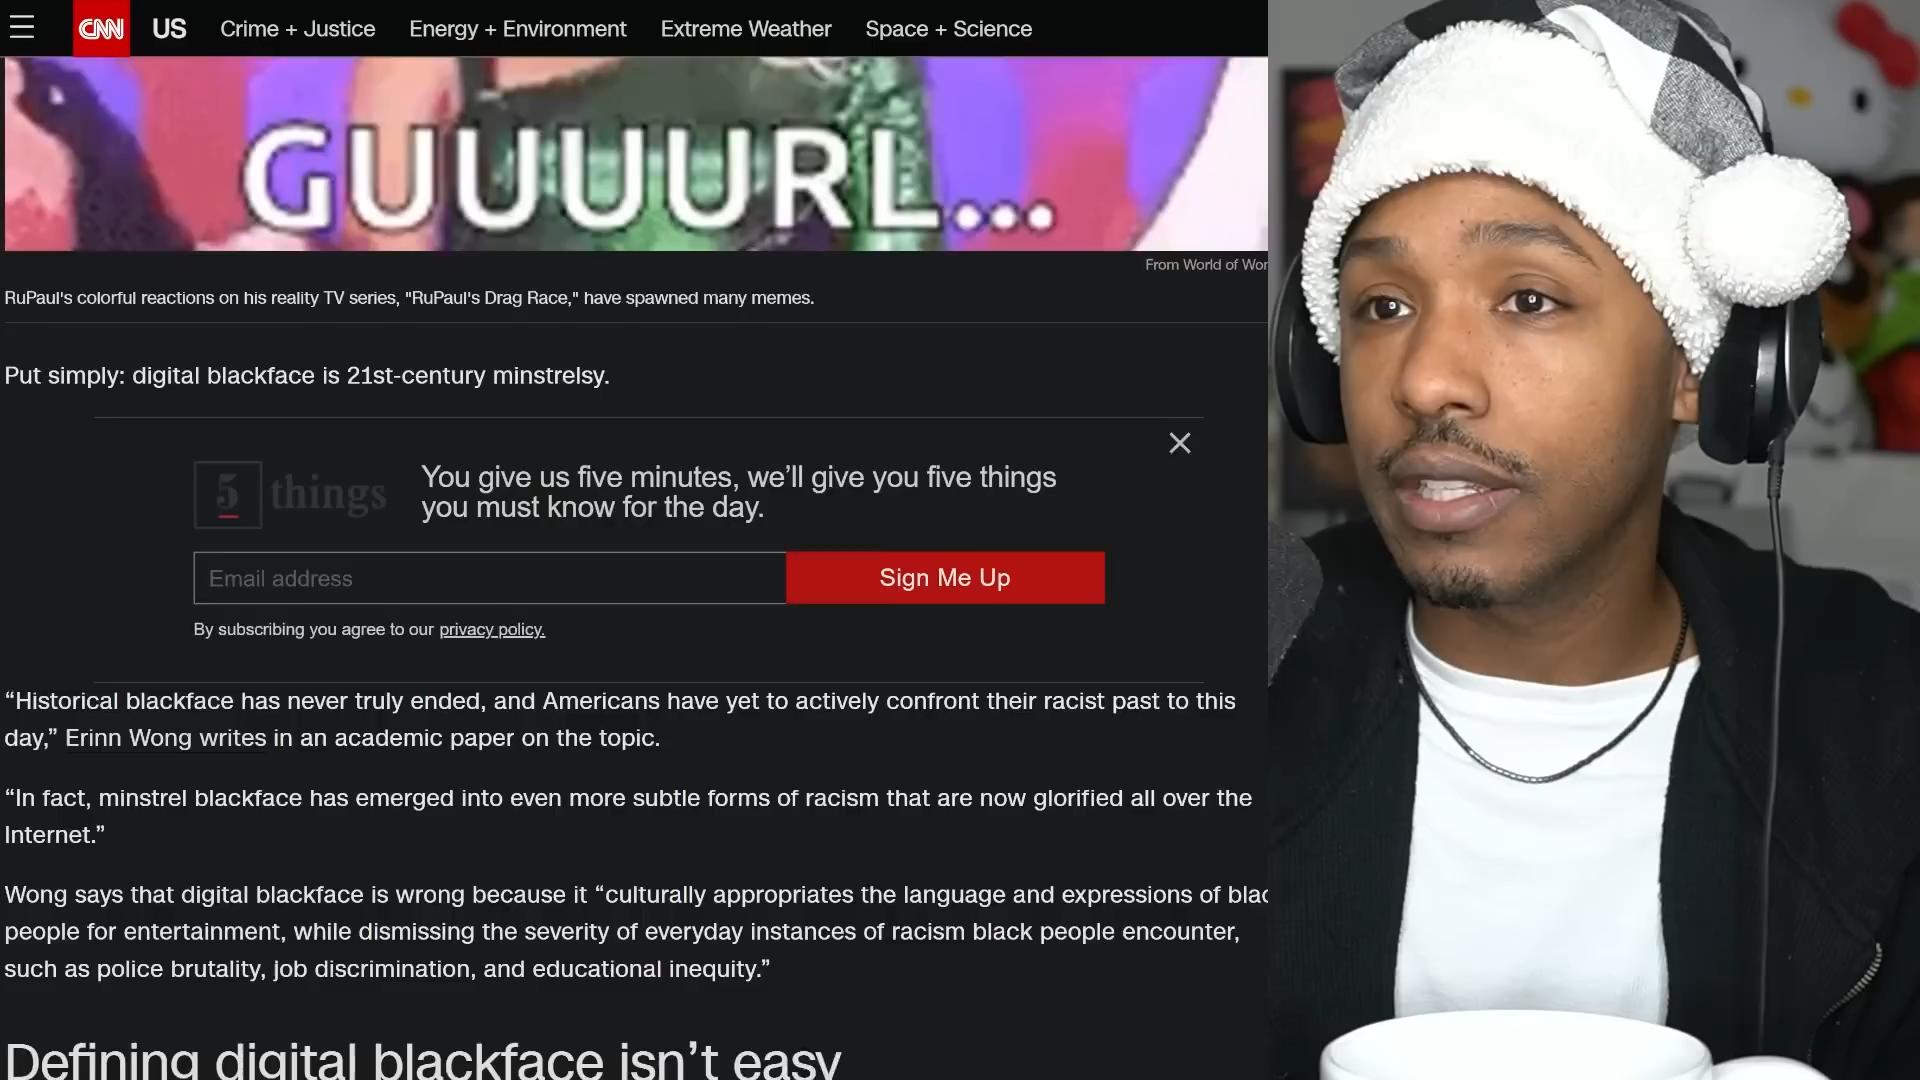 CNN US Crime + Justice Energy + Environment Extreme Weather Space + Science
GUUUURL...
From World of Wor
RuPaul's colorful reactions on his reality TV series, "RuPaul's Drag Race," have spawned many memes.
Put simply: digital blackface is 21st-century minstrelsy.
5 things
You give us five minutes, we’ll give you five things
you must know for the day.
Email address
Sign Me Up
By subscribing you agree to our privacy policy.
“Historical blackface has never truly ended, and Americans have yet to actively confront their racist past to this
day,” Erinn Wong writes in an academic paper on the topic.
“In fact, minstrel blackface has emerged into even more subtle forms of racism that are now glorified all over the
Internet.”
Wong says that digital blackface is wrong because it “culturally appropriates the language and expressions of blac
people for entertainment, while dismissing the severity of everyday instances of racism black people encounter,
such as police brutality, job discrimination, and educational inequity.”
Defining digital blackface isn’t easy